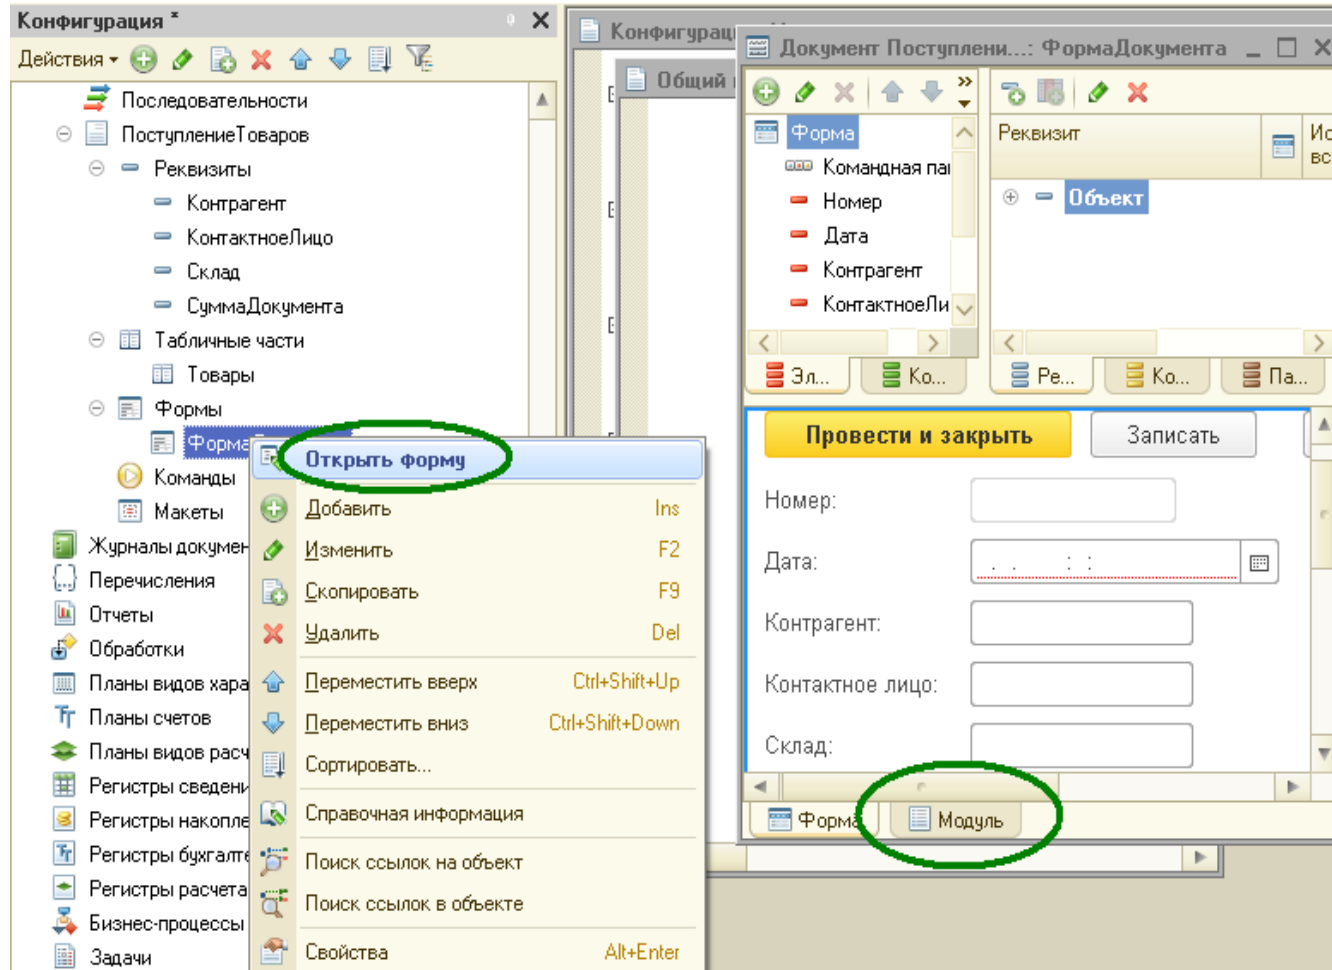 Конфигурация *
Действия
Последовательности
ПоступлениеТоваров
Реквизиты
Контрагент
КонтактноеЛицо
Склад
СуммаДокумента
Табличные части
Товары
Формы
Форма
Команды
Макеты
Журналы докумен
Перечисления
Отчеты
Обработки
Планы видов хара
Планы счетов
Планы видов расч
Регистры сведени
Регистры накопле
Регистры бухгалте
Регистры расчета
Бизнес-процессы
Задачи
Открыть форму
Добавить Ins
Изменить F2
Скопировать F9
Удалить Del
Переместить вверх Ctrl+Shift+Up
Переместить вниз Ctrl+Shift+Down
Сортировать...
Справочная информация
Поиск ссылок на объект
Поиск ссылок в объекте
Свойства Alt+Enter
Конфигурац
Общий
Документ Поступлени...: ФормаДокумента
Форма
Командная па
Номер
Дата
Контрагент
КонтактноеЛи
Эл... Ко...
Реквизит Ис
вс
Объект
Ре... Ко... Па...
Провести и закрыть Записать
Номер:
Дата: . . : :
Контрагент:
Контактное лицо:
Склад:
Форма Модуль